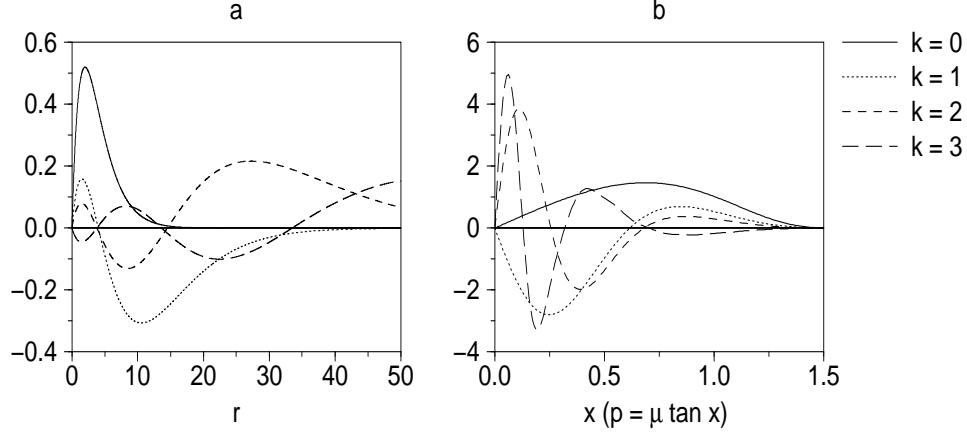 a
0.6
0.4
0.2
0.0
−0.2
−0.4
0 10 20 30 40 50
r
b
6
4
2
0
−2
−4
0.0 0.5 1.0 1.5
x (p = μ tan x)
k = 0
k = 1
k = 2
k = 3